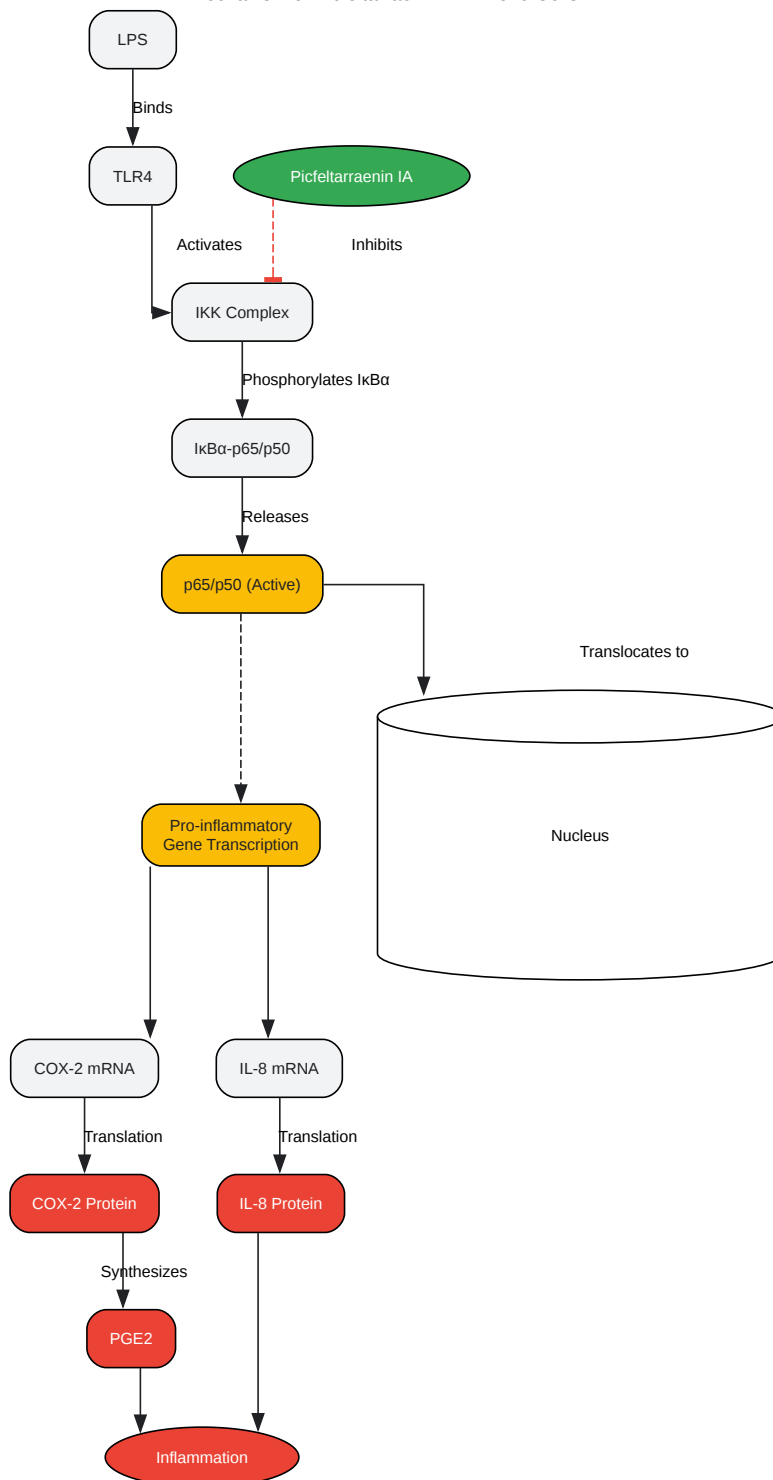 LPS
Binds
TLR4
Picfeltarraenin IA
Activates
Inhibits
IKK Complex
Phosphorylates IκBα
IκBα-p65/p50
Releases
p65/p50 (Active)
Translocates to
Pro-inflammatory
Gene Transcription
Nucleus
COX-2 mRNA
IL-8 mRNA
Translation
Translation
COX-2 Protein
IL-8 Protein
Synthesizes
PGE2
Inflammation